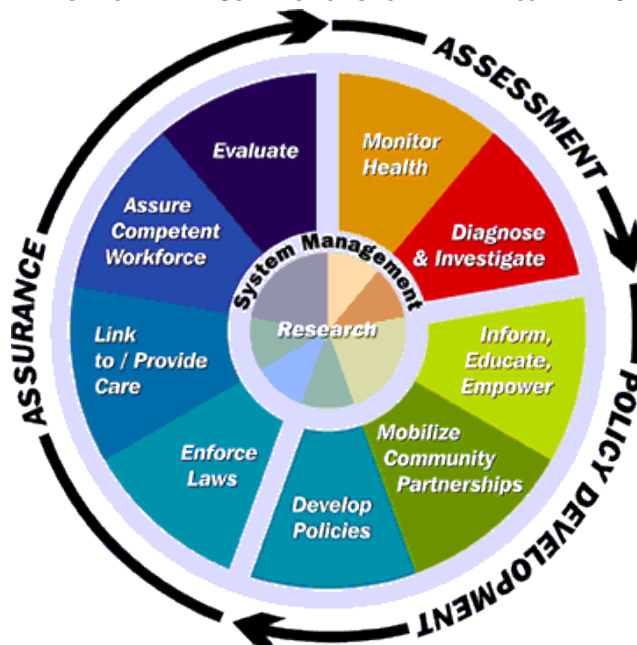 ASSESSMENT
Monitor
Health
Diagnose
& Investigate
POLICY DEVELOPMENT
Inform,
Educate,
Empower
Mobilize
Community
Partnerships
Develop
Policies
ASSURANCE
Enforce
Laws
Link
to / Provide
Care
Assure
Competent
Workforce
Evaluate
System Management
Research